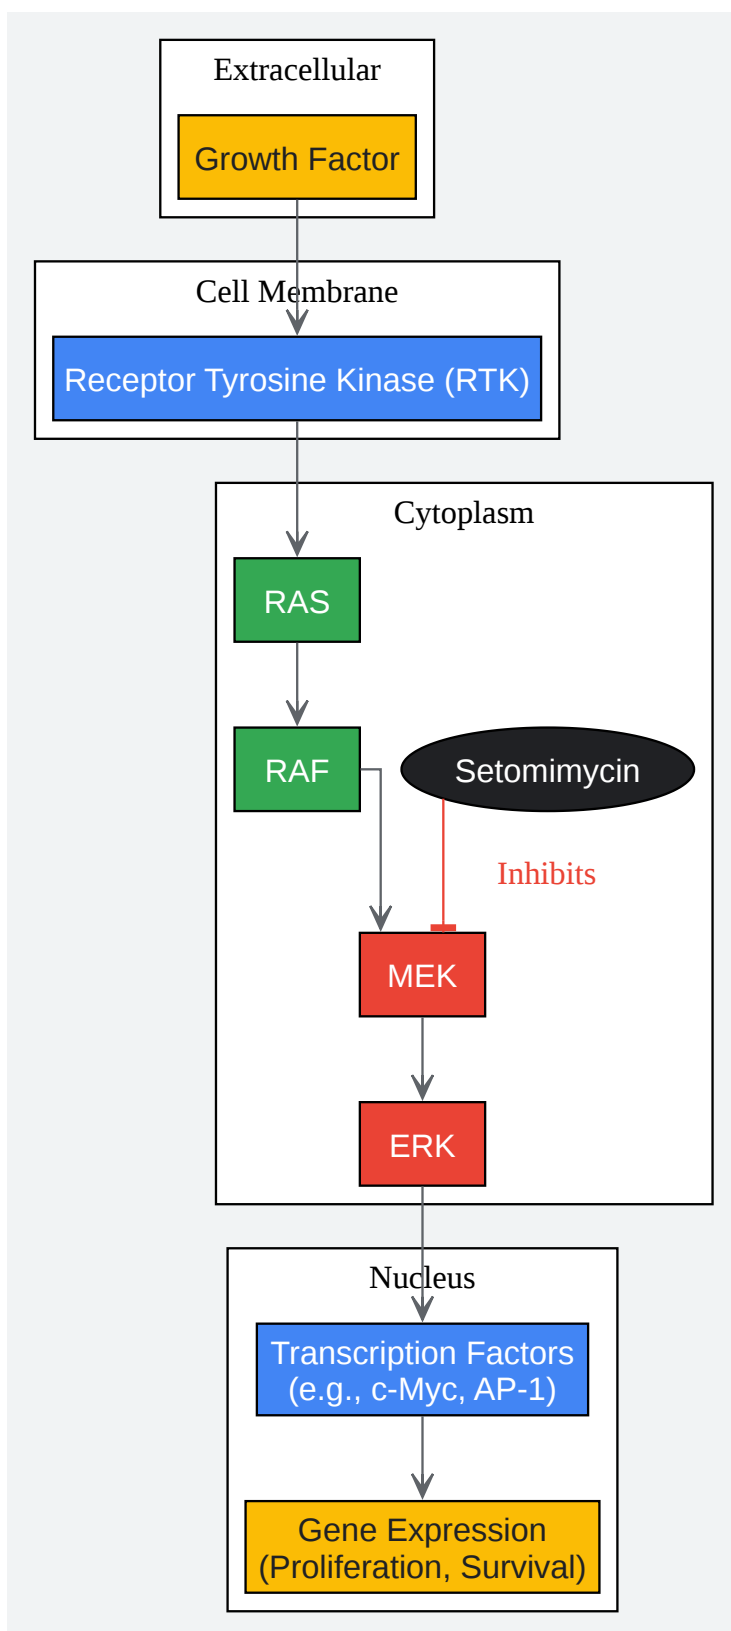 Extracellular
Growth Factor
Cell Membrane
Receptor Tyrosine Kinase (RTK)
Cytoplasm
RAS
RAF
Setomimycin
Inhibits
MEK
ERK
Nucleus
Transcription Factors
(e.g., c-Myc, AP-1)
Gene Expression
(Proliferation, Survival)